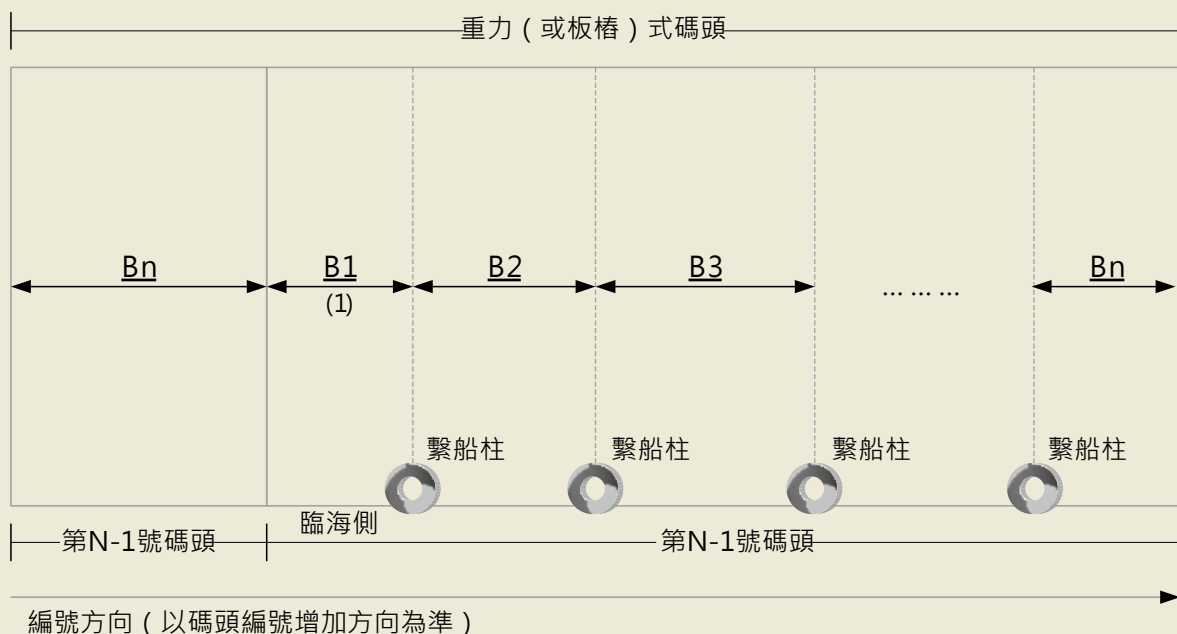 重力（或板樁）式碼頭
Bn B1 B2 B3 ... ... ... Bn
(1)
繫船柱 繫船柱 繫船柱 繫船柱
臨海側
第N-1號碼頭 第N-1號碼頭
編號方向（以碼頭編號增加方向為準）